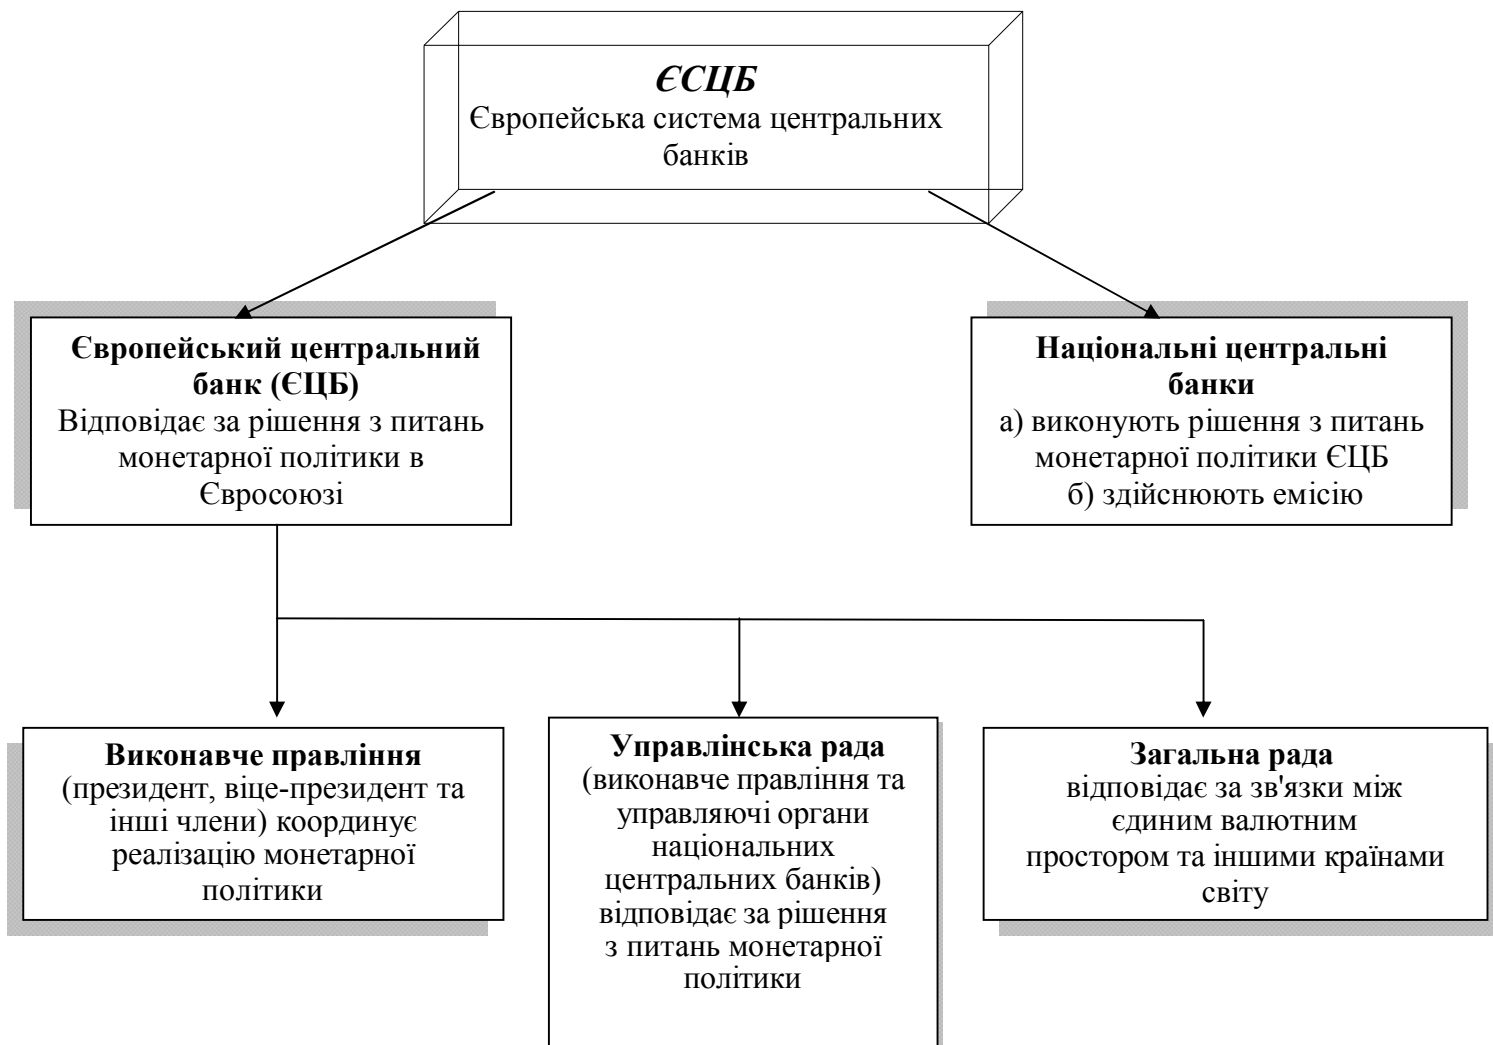 ЄСЦБ
Європейська система центральних
банків
Європейський центральний
банк (ЄЦБ)
Відповідає за рішення з питань
монетарної політики в
Євросоюзі
Національні центральні
банки
а) виконують рішення з питань
монетарної політики ЄЦБ
б) здійснюють емісію
Виконавче правління
(президент, віце-президент та
інші члени) координує
реалізацію монетарної
політики
Управлінська рада
(виконавче правління та
управляючі органи
національних
центральних банків)
відповідає за рішення
з питань монетарної
політики
Загальна рада
відповідає за зв'язки між
єдиним валютним
простором та іншими країнами
світу